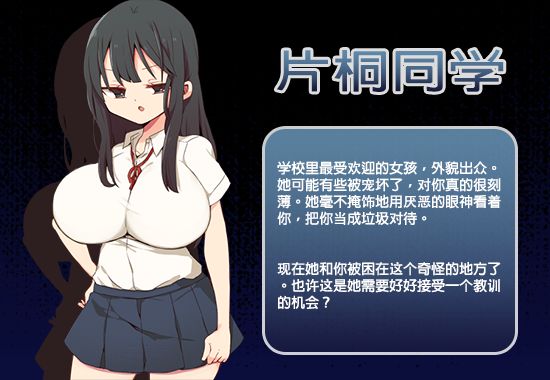 片桐同学
学校里最受欢迎的女孩，外貌出众。
她可能有些被宠坏了，对你真的很刻
薄。她毫不掩饰地用厌恶的眼神看着
你，把你当成垃圾对待。
现在她和你被困在这个奇怪的地方了
。也许这是她需要好好接受一个教训
的机会？